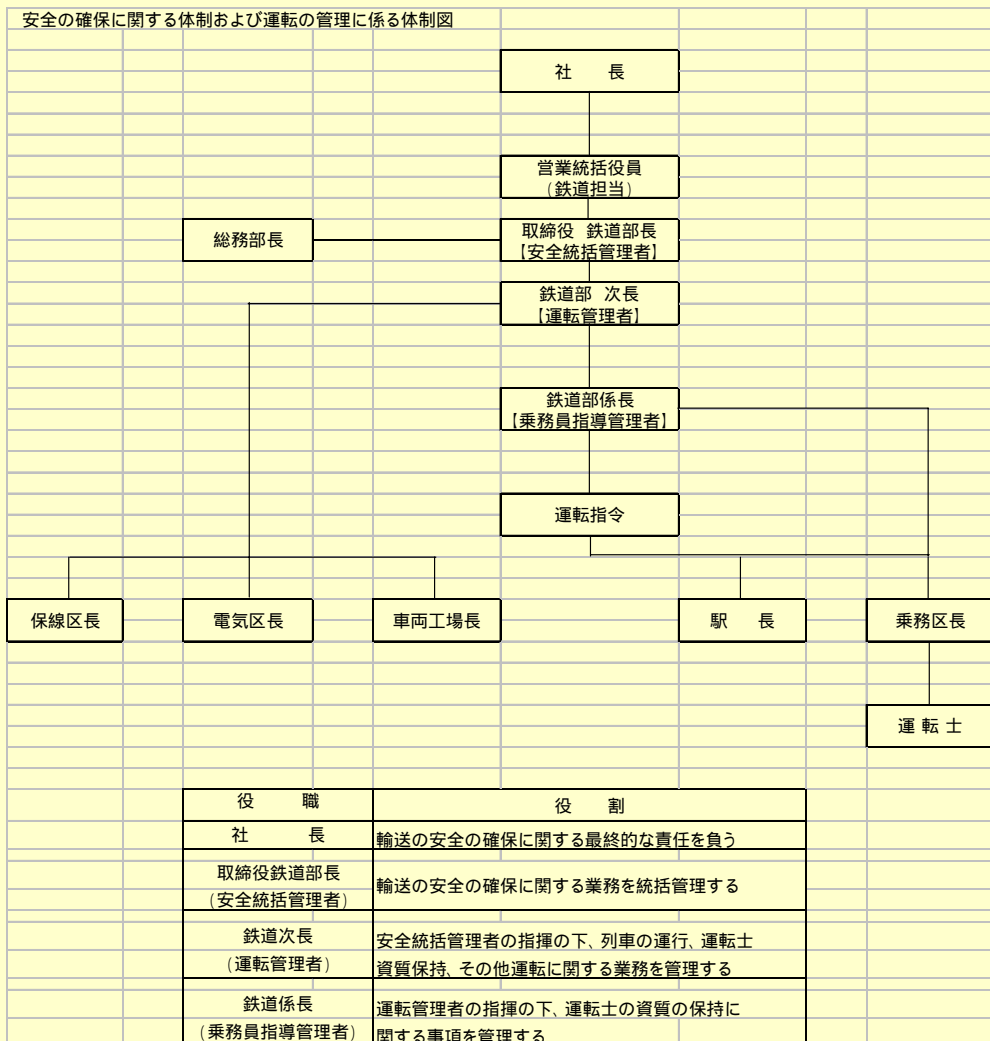 安全の確保に関する体制および運転の管理に係る体制図
社　長
営業統括役員
(鉄道担当)
総務部長
取締役 鉄道部長
【安全統括管理者】
鉄道部 次長
【運転管理者】
鉄道部係長
【乗務員指導管理者】
運転指令
保線区長
電気区長
車両工場長
駅　長
乗務区長
運 転 士
役　職
役　割
社　長
輸送の安全の確保に関する最終的な責任を負う
取締役鉄道部長
(安全統括管理者)
輸送の安全の確保に関する業務を統括管理する
鉄道次長
(運転管理者)
安全統括管理者の指揮の下、列車の運行、運転士
資質保持、その他運転に関する業務を管理する
鉄道係長
(乗務員指導管理者)
運転管理者の指揮の下、運転士の資質の保持に
関する事項を管理する